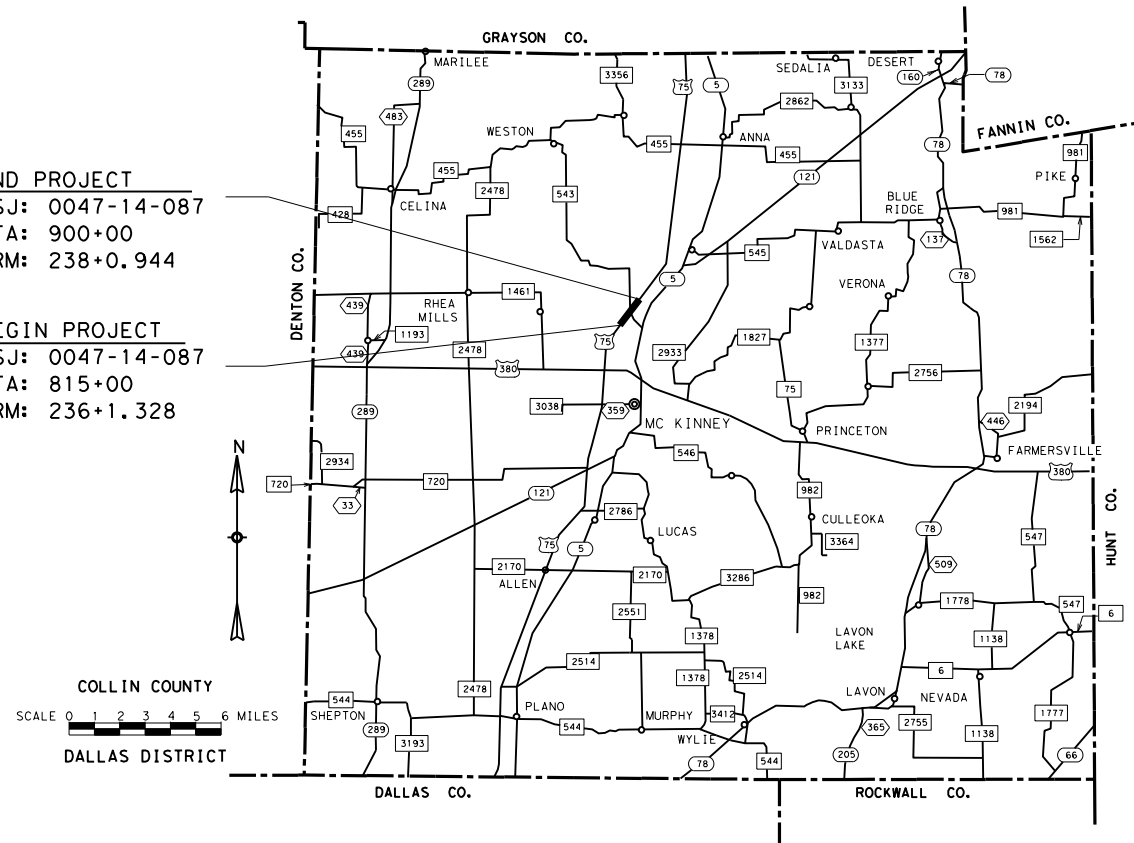 GRAYSON CO.
MARILEE
SEDALIA
DESERT
160
78
289
3356
75
5
3133
2862
483
455
WESTON
ANNA
FANNIN CO.
455
455
455
78
981
2478
543
121
PIKE
ND PROJECT
SJ: 0047-14-087
TA: 900+00
RM: 238+0.944
CELINA
428
BLUE
RIDGE
981
1562
137
VALDASTA
545
DENTON CO.
5
78
VERONA
439
RHEA
MILLS
1461
EGIN PROJECT
SJ: 0047-14-087
TA: 815+00
RM: 236+1.328
1193
439
2478
75
2933
1827
1377
380
2756
75
289
3038
359
MC KINNEY
2194
446
PRINCETON
N
2934
546
FARMERSVILLE
380
720
720
33
121
982
HUNT CO.
2786
CULLEOKA
LUCAS
78
547
75
5
3364
2170
2170
ALLEN
3286
509
982
2551
1778
547
6
1378
LAVON
LAKE
1138
2514
6
1378
2514
COLLIN COUNTY
2478
LAVON
NEVADA
SCALE 0 1 2 3 4 5 6 MILES
544
SHEPTON
PLANO
MURPHY
3412
1777
289
544
WYLIE
365
2755
1138
DALLAS DISTRICT
3193
78
544
205
66
DALLAS CO.
ROCKWALL CO.